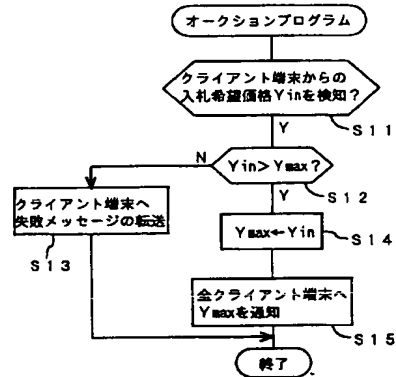 オークションプログラム
クライアント端末からの
入札希望価格Yinを検知?
Y
S11
N
Yin>Ymax?
Y
S12
クライアント端末へ
失敗メッセージの転送
S13
Ymax←Yin
S14
全クライアント端末へ
Ymaxを通知
S15
終了